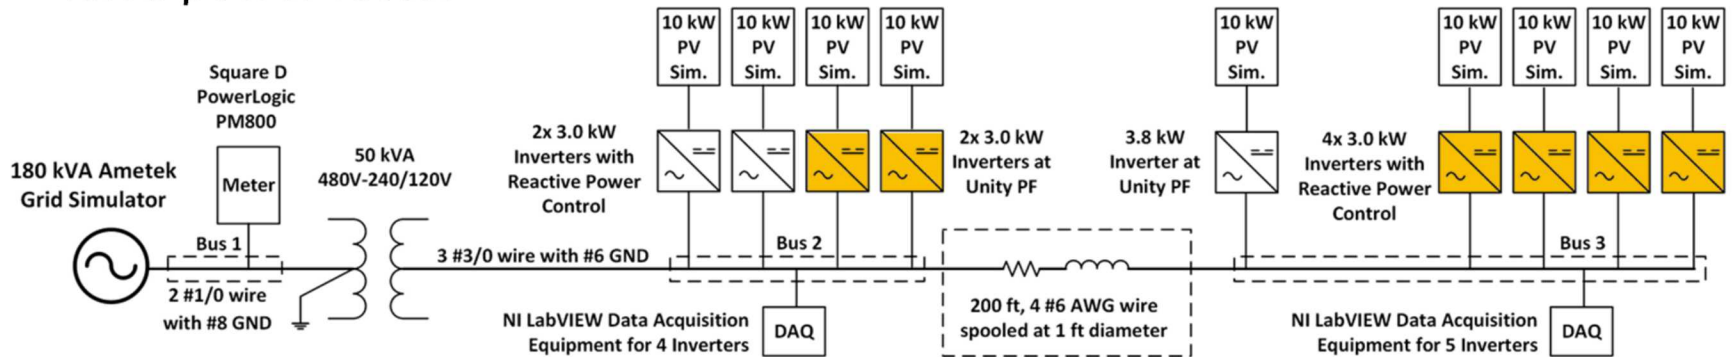 180 kVA Ametek
Grid Simulator
Square D
PowerLogic
PM800
Meter
Bus 1
2 #1/0 wire
with #8 GND
50 kVA
480V-240/120V
3 #3/0 wire with #6 GND
2x 3.0 kW
Inverters with
Reactive Power
Control
10 kW
PV
Sim.
10 kW
PV
Sim.
10 kW
PV
Sim.
10 kW
PV
Sim.
2x 3.0 kW
Inverters at
Unity PF
Bus 2
NI LabVIEW Data Acquisition
Equipment for 4 Inverters
DAQ
200 ft, 4 #6 AWG wire
spooled at 1 ft diameter
3.8 kW
Inverter at
Unity PF
10 kW
PV
Sim.
4x 3.0 kW
Inverters with
Reactive Power
Control
10 kW
PV
Sim.
10 kW
PV
Sim.
10 kW
PV
Sim.
10 kW
PV
Sim.
Bus 3
NI LabVIEW Data Acquisition
Equipment for 5 Inverters
DAQ